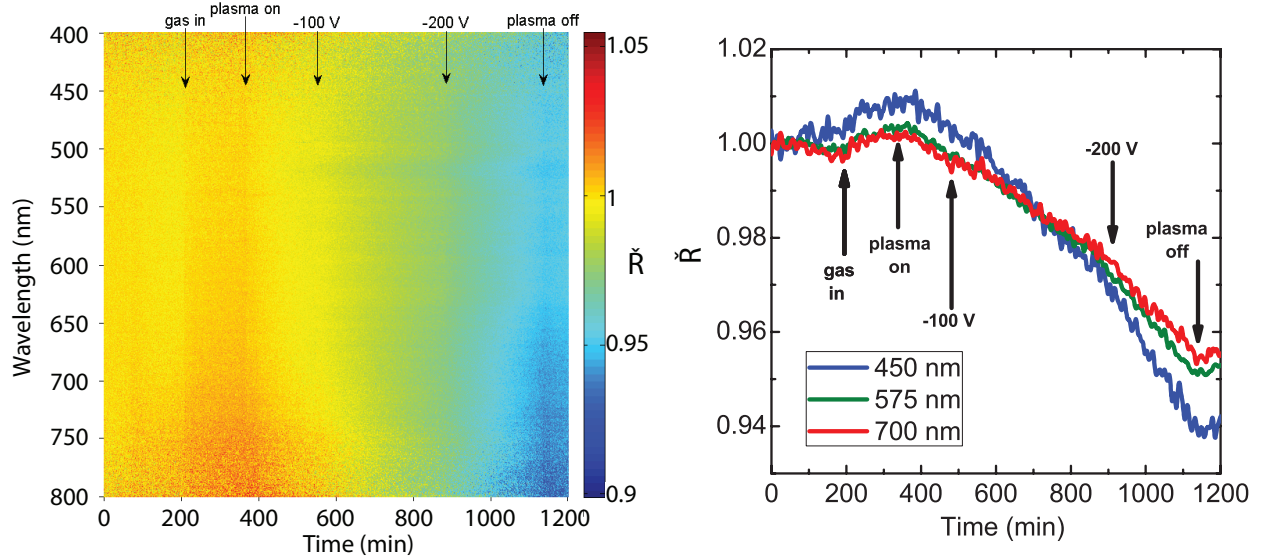 gas in
plasma on
-100 V
-200 V
plasma off
400
450
500
550
600
650
700
750
800
Wavelength (nm)
0
200
400
600
800
1000
1200
Time (min)
1.05
1
0.95
0.9
Ř
1.02
1.00
0.98
0.96
0.94
Ř
gas
in
plasma
on
-100 V
-200 V
plasma
off
450 nm
575 nm
700 nm
0
200
400
600
800
1000
1200
Time (min)